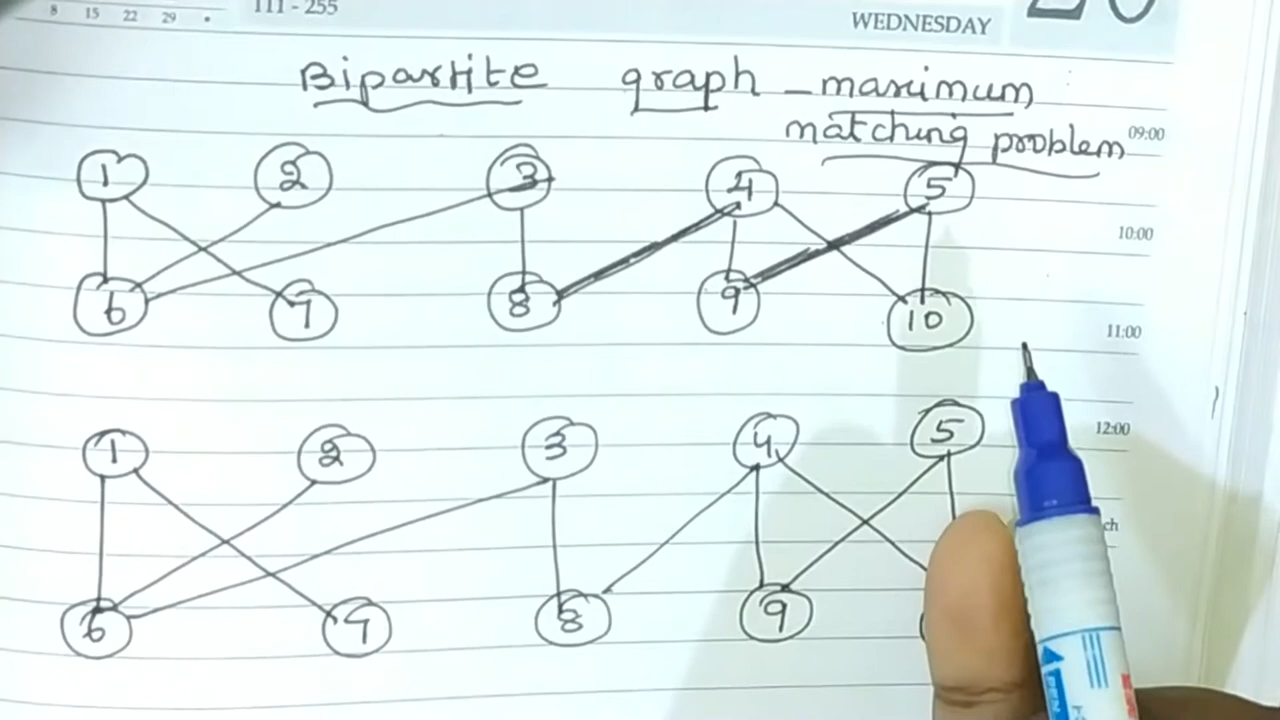 8 15 22 29 •
111 - 255
WEDNESDAY
Bipartite graph - maximum
matching problem
09:00
1 2 3 4 5
10:00
6 7 8 9 10
11:00
1 2 3 4 5
12:00
ch
6 7 8 9